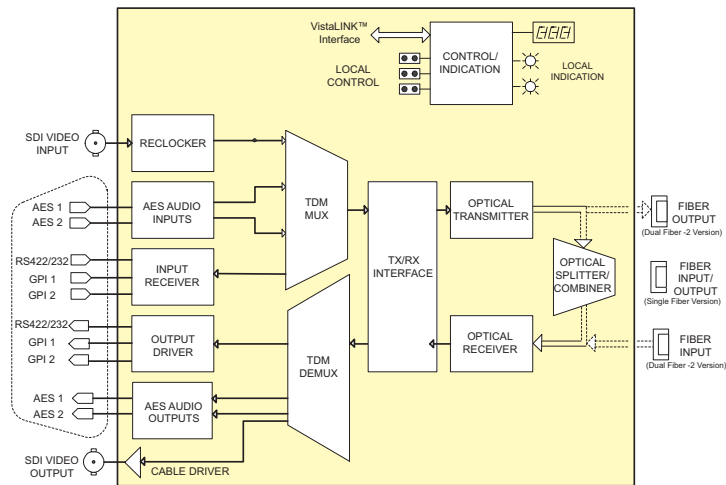 VistaLINK™
Interface
LOCAL
CONTROL
CONTROL/
INDICATION
LOCAL
INDICATION
SDI VIDEO
INPUT
RECLOCKER
AES 1
AES 2
AES AUDIO
INPUTS
TDM
MUX
RS422/232
GPI 1
GPI 2
INPUT
RECEIVER
TX/RX
INTERFACE
OPTICAL
TRANSMITTER
FIBER
OUTPUT
(Dual Fiber -2 Version)
OPTICAL
SPLITTER/
COMBINER
FIBER
INPUT/
OUTPUT
(Single Fiber Version)
RS422/232
GPI 1
GPI 2
OUTPUT
DRIVER
TDM
DEMUX
OPTICAL
RECEIVER
FIBER
INPUT
(Dual Fiber -2 Version)
AES 1
AES 2
AES AUDIO
OUTPUTS
SDI VIDEO
OUTPUT
CABLE DRIVER